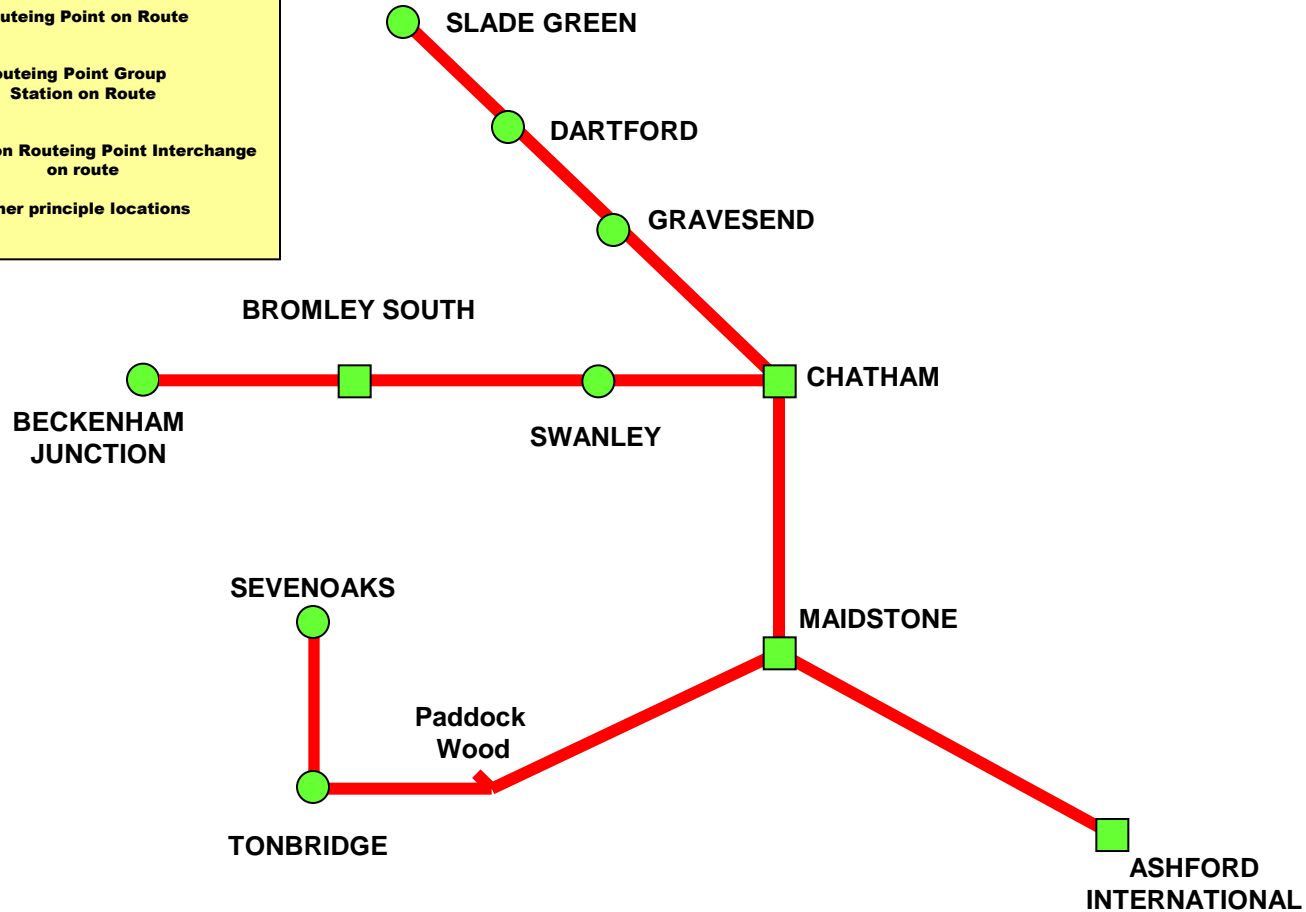 uteing Point on Route
outeing Point Group
Station on Route
on Routeing Point Interchange
on route
her principle locations
SLADE GREEN
DARTFORD
GRAVESEND
BROMLEY SOUTH
CHATHAM
BECKENHAM
JUNCTION
SWANLEY
SEVENOAKS
MAIDSTONE
Paddock
Wood
TONBRIDGE
ASHFORD
INTERNATIONAL